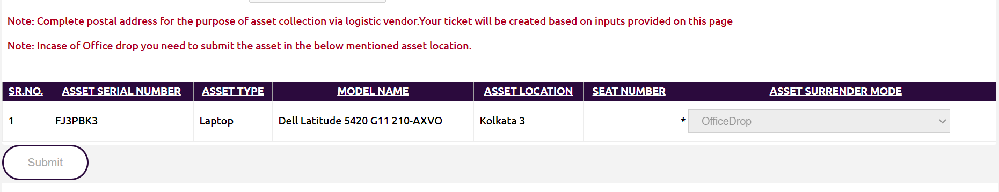 Note: Complete postal address for the purpose of asset collection via logistic vendor.Your ticket will be created based on inputs provided on this page
Note: Incase of Office drop you need to submit the asset in the below mentioned asset location.
SR.NO. ASSET SERIAL NUMBER ASSET TYPE MODEL NAME ASSET LOCATION SEAT NUMBER ASSET SURRENDER MODE
1 FJ3PBK3 Laptop Dell Latitude 5420 G11 210-AXVO Kolkata 3 * OfficeDrop
Submit